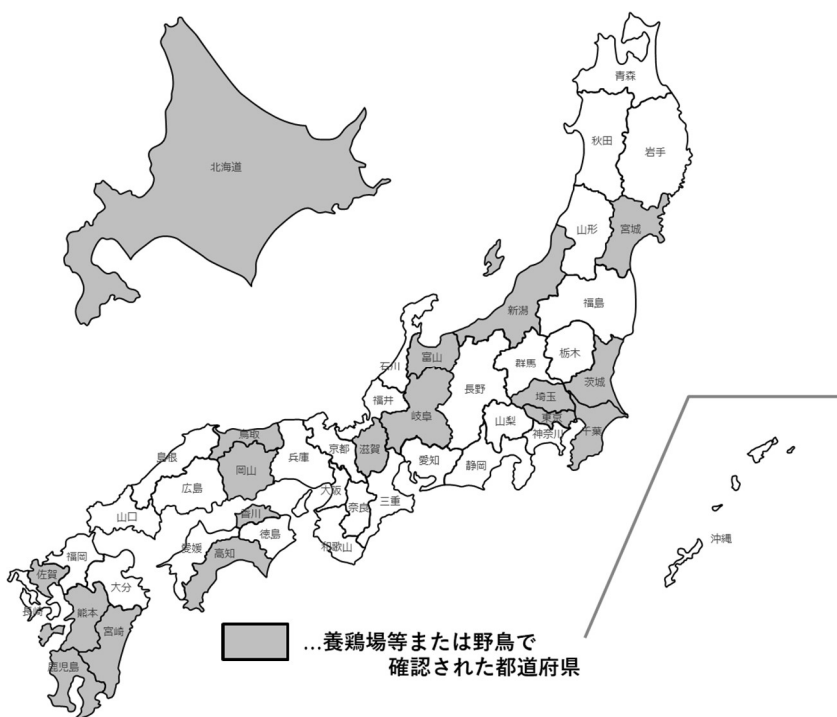 青森
秋田
岩手
北海道
山形
宮城
新潟
福島
石川
富山
群馬
栃木
福井
長野
茨城
岐阜
埼玉
東京
山梨
千葉
神奈川
鳥取
島根
岡山
兵庫
京都
滋賀
愛知
静岡
広島
大阪
奈良
三重
山口
香川
徳島
和歌山
愛媛
高知
福岡
佐賀
大分
長崎
熊本
宮崎
鹿児島
沖縄
…養鶏場等または野鳥で
確認された都道府県